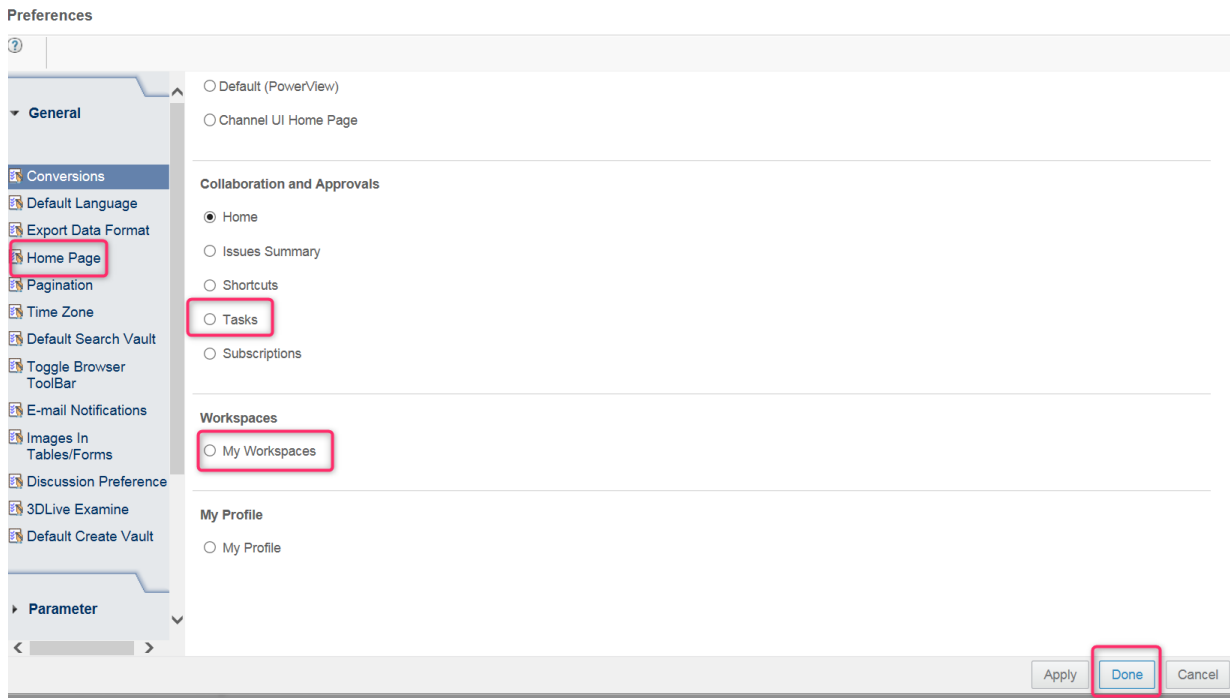 Preferences
?
General
Conversions
Default Language
Export Data Format
Home Page
Pagination
Time Zone
Default Search Vault
Toggle Browser
ToolBar
E-mail Notifications
Images In
Tables/Forms
Discussion Preference
3DLive Examine
Default Create Vault
Parameter
Default (PowerView)
Channel UI Home Page
Collaboration and Approvals
Home
Issues Summary
Shortcuts
Tasks
Subscriptions
Workspaces
My Workspaces
My Profile
My Profile
Apply
Done
Cancel